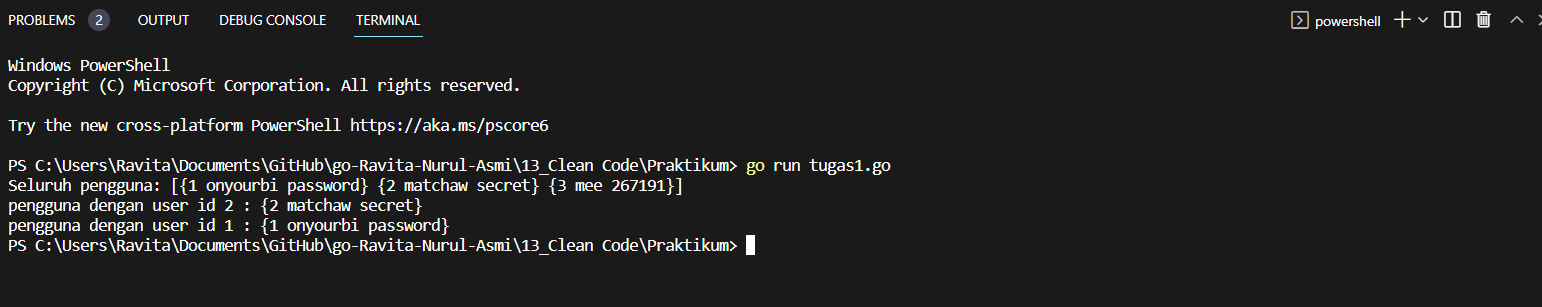 PROBLEMS 2 OUTPUT DEBUG CONSOLE TERMINAL powershell
Windows PowerShell
Copyright (C) Microsoft Corporation. All rights reserved.
Try the new cross-platform PowerShell https://aka.ms/pscore6
PS C:\Users\Ravita\Documents\GitHub\go-Ravita-Nurul-Asmi\13_Clean Code\Praktikum> go run tugas1.go
Seluruh pengguna: [{1 onyourbi password} {2 matchaw secret} {3 mee 267191}]
pengguna dengan user id 2 : {2 matchaw secret}
pengguna dengan user id 1 : {1 onyourbi password}
PS C:\Users\Ravita\Documents\GitHub\go-Ravita-Nurul-Asmi\13_Clean Code\Praktikum>